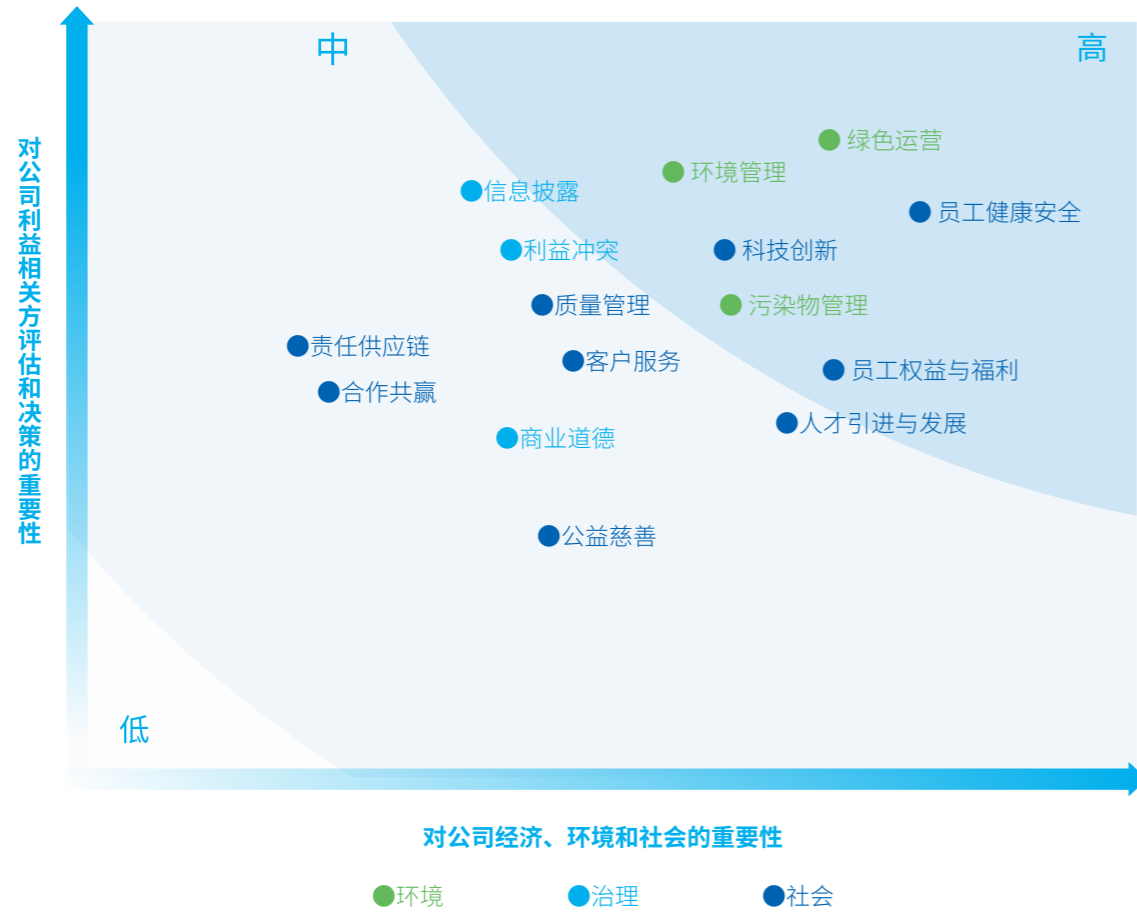 中
高
对公司利益相关方评估和决策的重要性
绿色运营
环境管理
信息披露
员工健康安全
利益冲突
科技创新
质量管理
污染物管理
责任供应链
客户服务
员工权益与福利
合作共赢
人才引进与发展
商业道德
公益慈善
低
对公司经济、环境和社会的重要性
环境
治理
社会